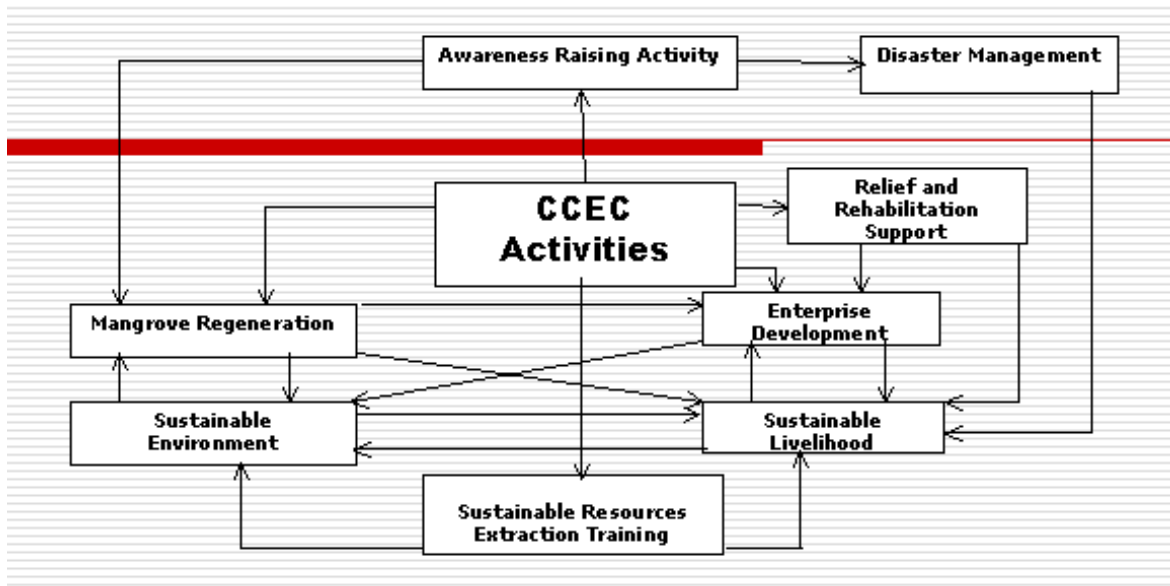 Awareness Raising Activity
Disaster Management
CCEC
Activities
Relief and
Rehabilitation
Support
Mangrove Regeneration
Enterprise
Development
Sustainable
Environment
Sustainable
Livelihood
Sustainable Resources
Extraction Training